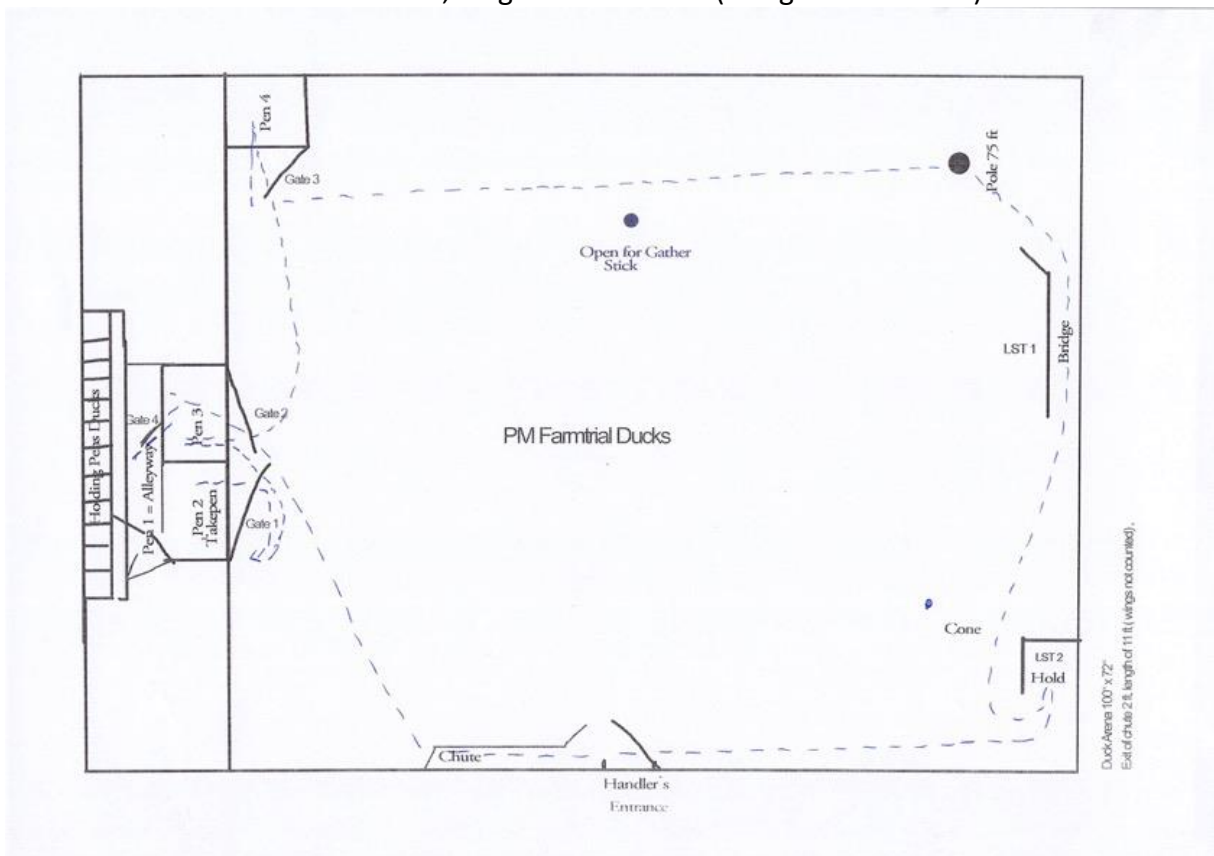 Pen 4
Gate 3
Pole 75 ft
Open for Gather
Stick
LST 1
Bridge
Holding Pens Ducks
Gate 4
Pen 3
Gate 2
PM Farmtrial Ducks
Pen 1 = Alleyway
Pen 2
Takepen
Gate 1
Cone
LST 2
Hold
Chute
Handler's
Entrance
Duck Arena 100" x 72"
Exit of chute 2 ft, length of 11 ft ( wings not counted) .